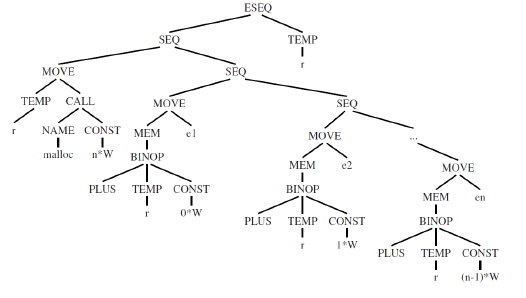 ESEQ
SEQ TEMP
r
MOVE SEQ
TEMP CALL MOVE SEQ
r NAME CONST MEM e1 MOVE ...
malloc n*W BINOP MEM e2 MOVE
PLUS TEMP CONST BINOP MEM en
r 0*W PLUS TEMP CONST BINOP
r 1*W PLUS TEMP CONST
r (n-1)*W